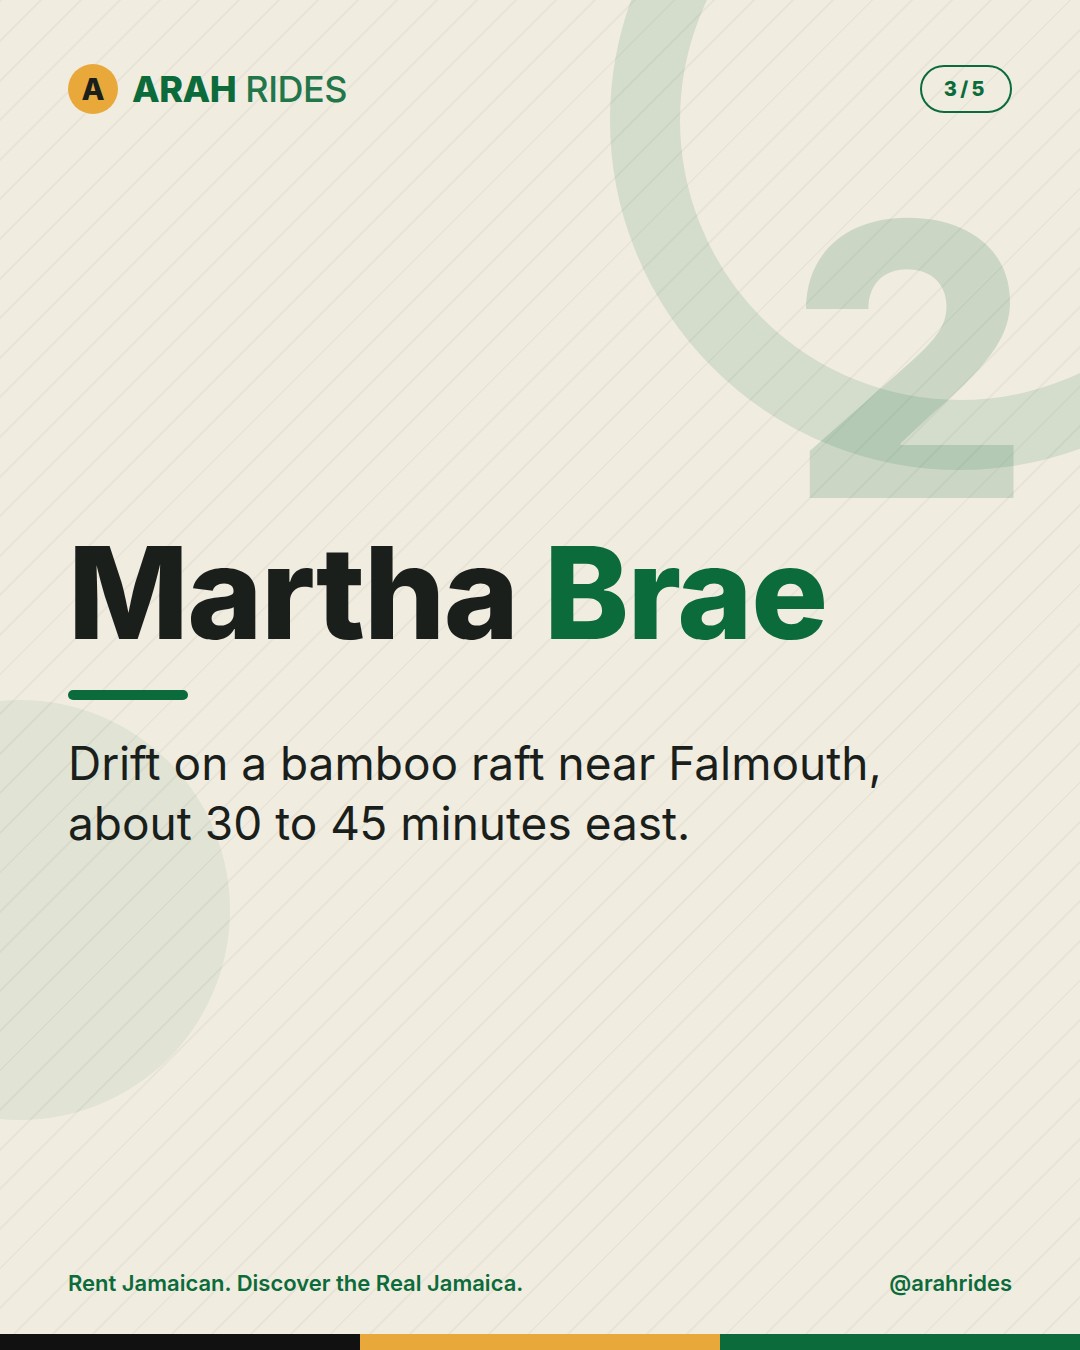 A ARAH RIDES
3/5
2
Martha Brae
Drift on a bamboo raft near Falmouth,
about 30 to 45 minutes east.
Rent Jamaican. Discover the Real Jamaica.
@arahrides